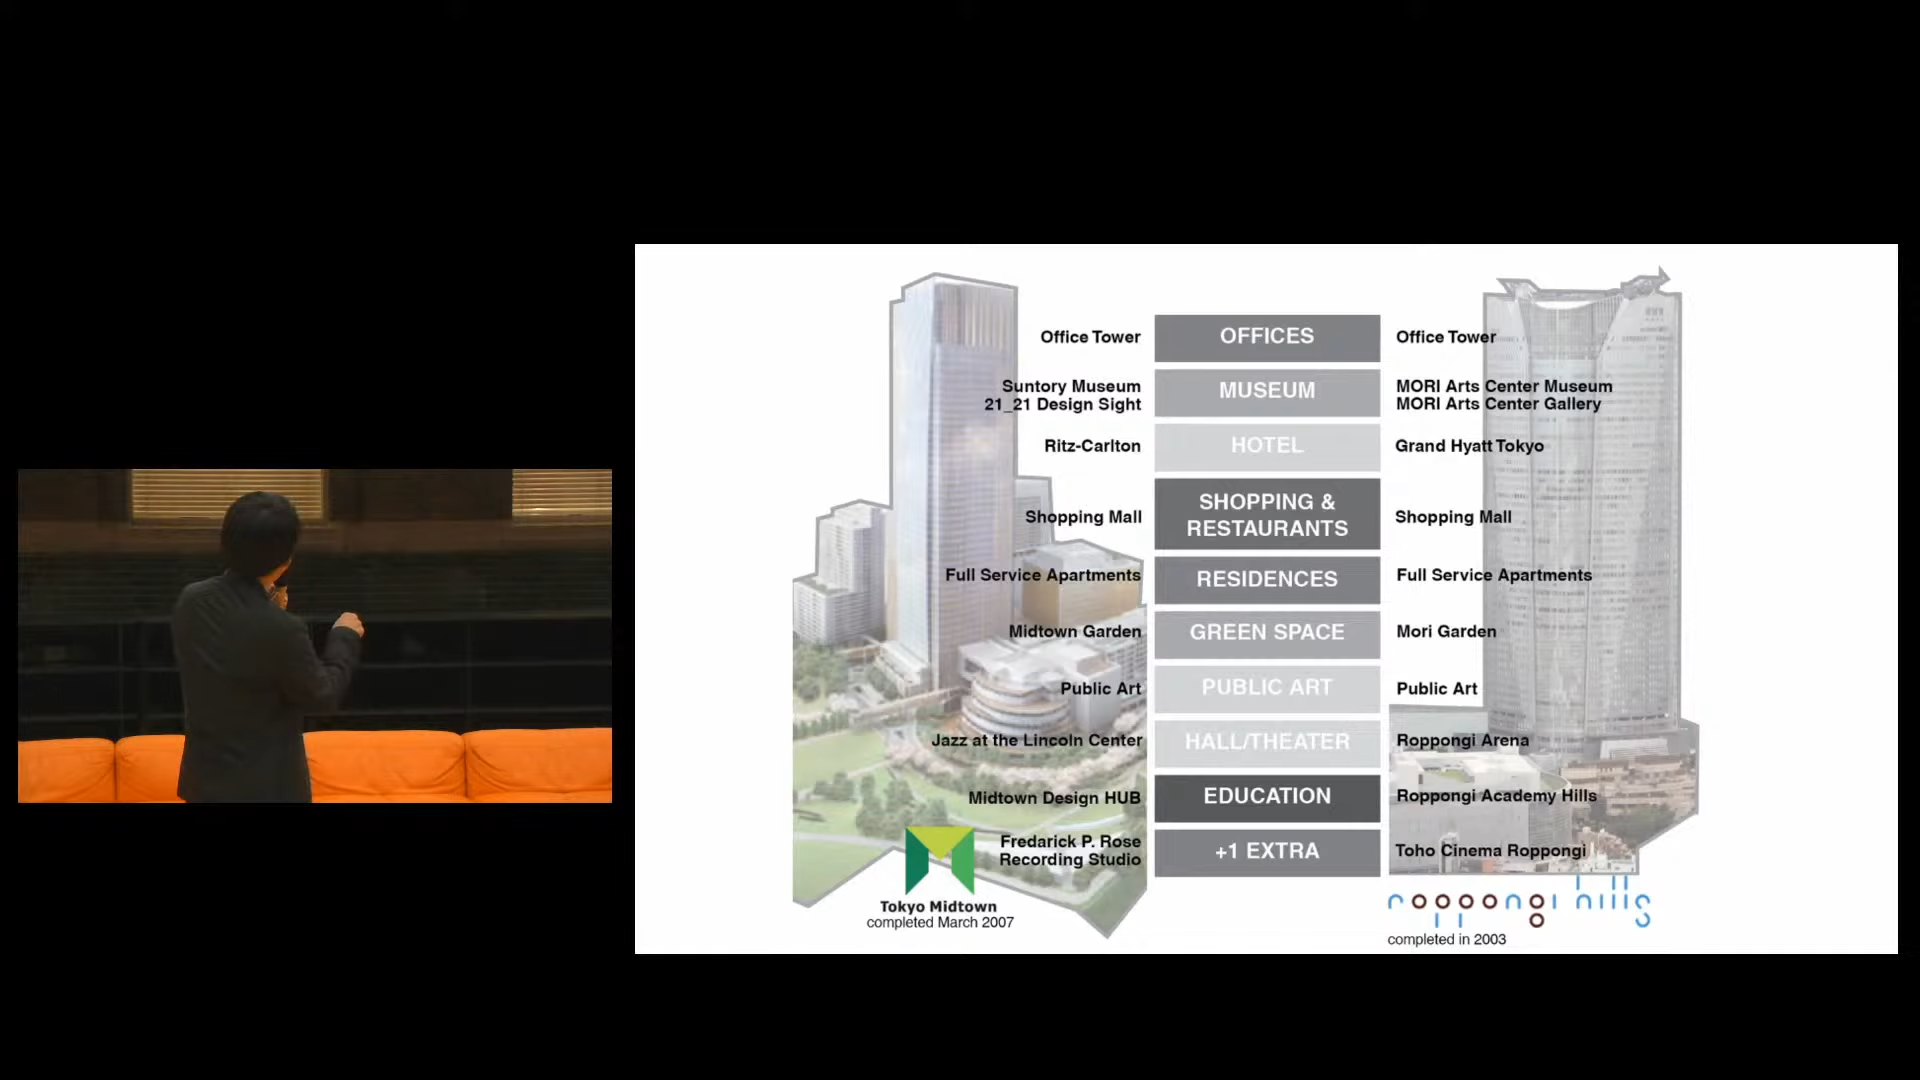 Office Tower
OFFICES
Office Tower
Suntory Museum
21_21 Design Sight
MUSEUM
MORI Arts Center Museum
MORI Arts Center Gallery
Ritz-Carlton
HOTEL
Grand Hyatt Tokyo
Shopping Mall
SHOPPING &
RESTAURANTS
Shopping Mall
Full Service Apartments
RESIDENCES
Full Service Apartments
Midtown Garden
GREEN SPACE
Mori Garden
Public Art
PUBLIC ART
Public Art
Jazz at the Lincoln Center
HALL/THEATER
Roppongi Arena
Midtown Design HUB
EDUCATION
Roppongi Academy Hills
Fredarick P. Rose
Recording Studio
+1 EXTRA
Toho Cinema Roppongi
Tokyo Midtown
completed March 2007
roppongi hills
completed in 2003